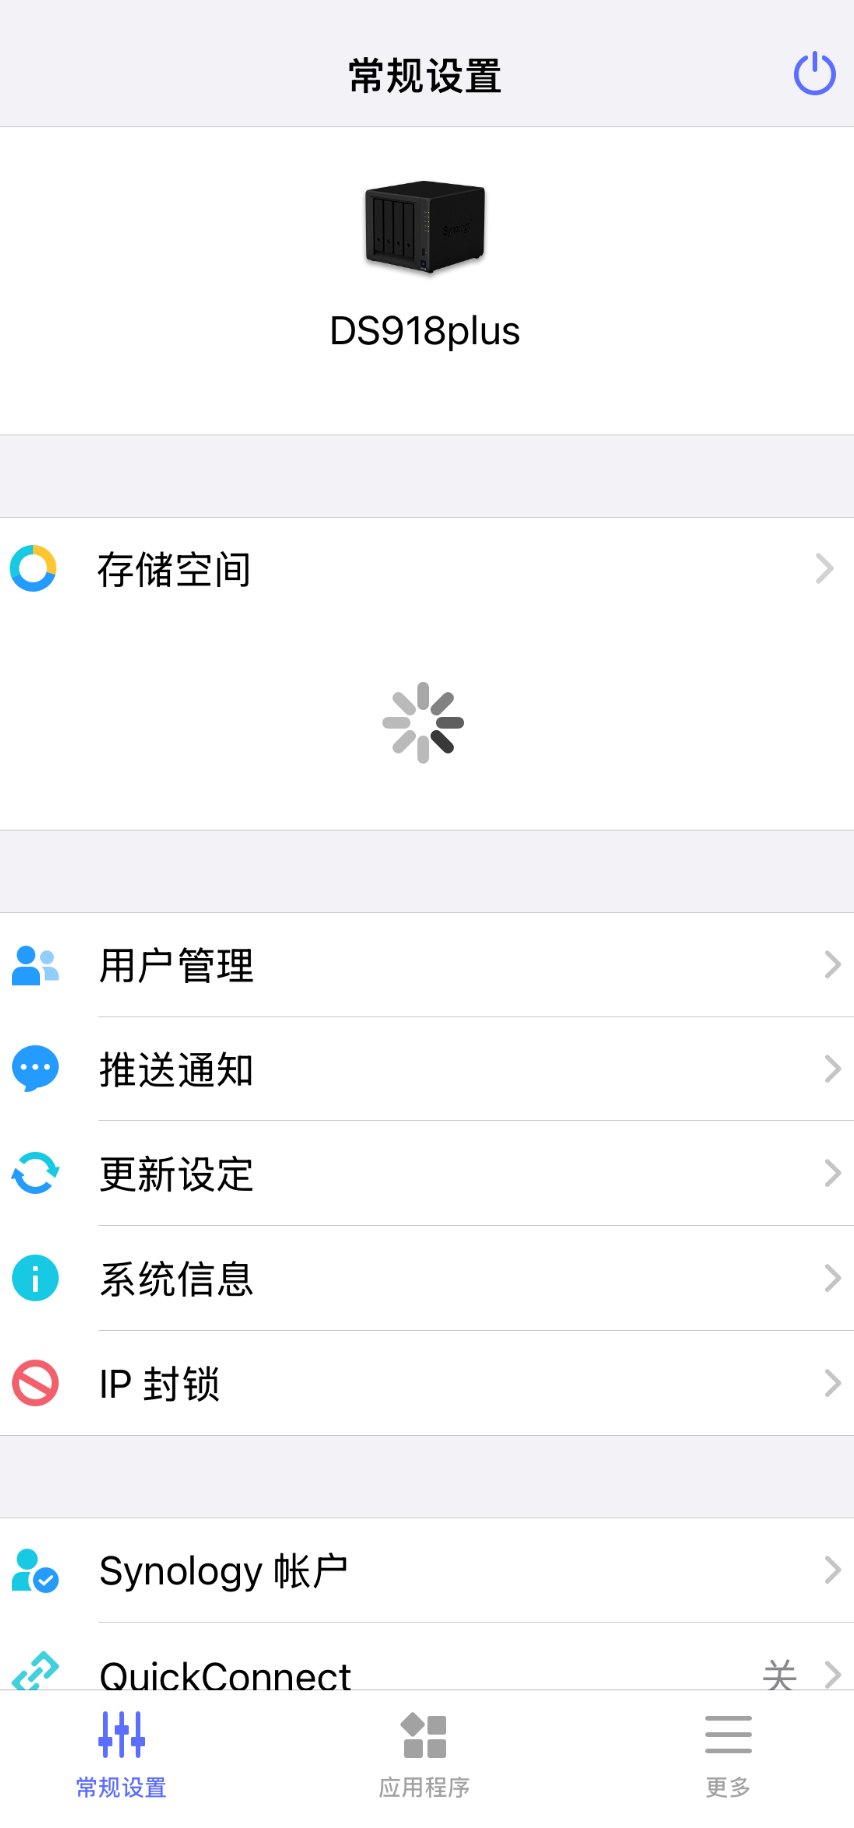 常规设置
Synology
DS918plus
存储空间
用户管理
推送通知
更新设定
系统信息
IP 封锁
Synology 帐户
QuickConnect 关
常规设置
应用程序
更多